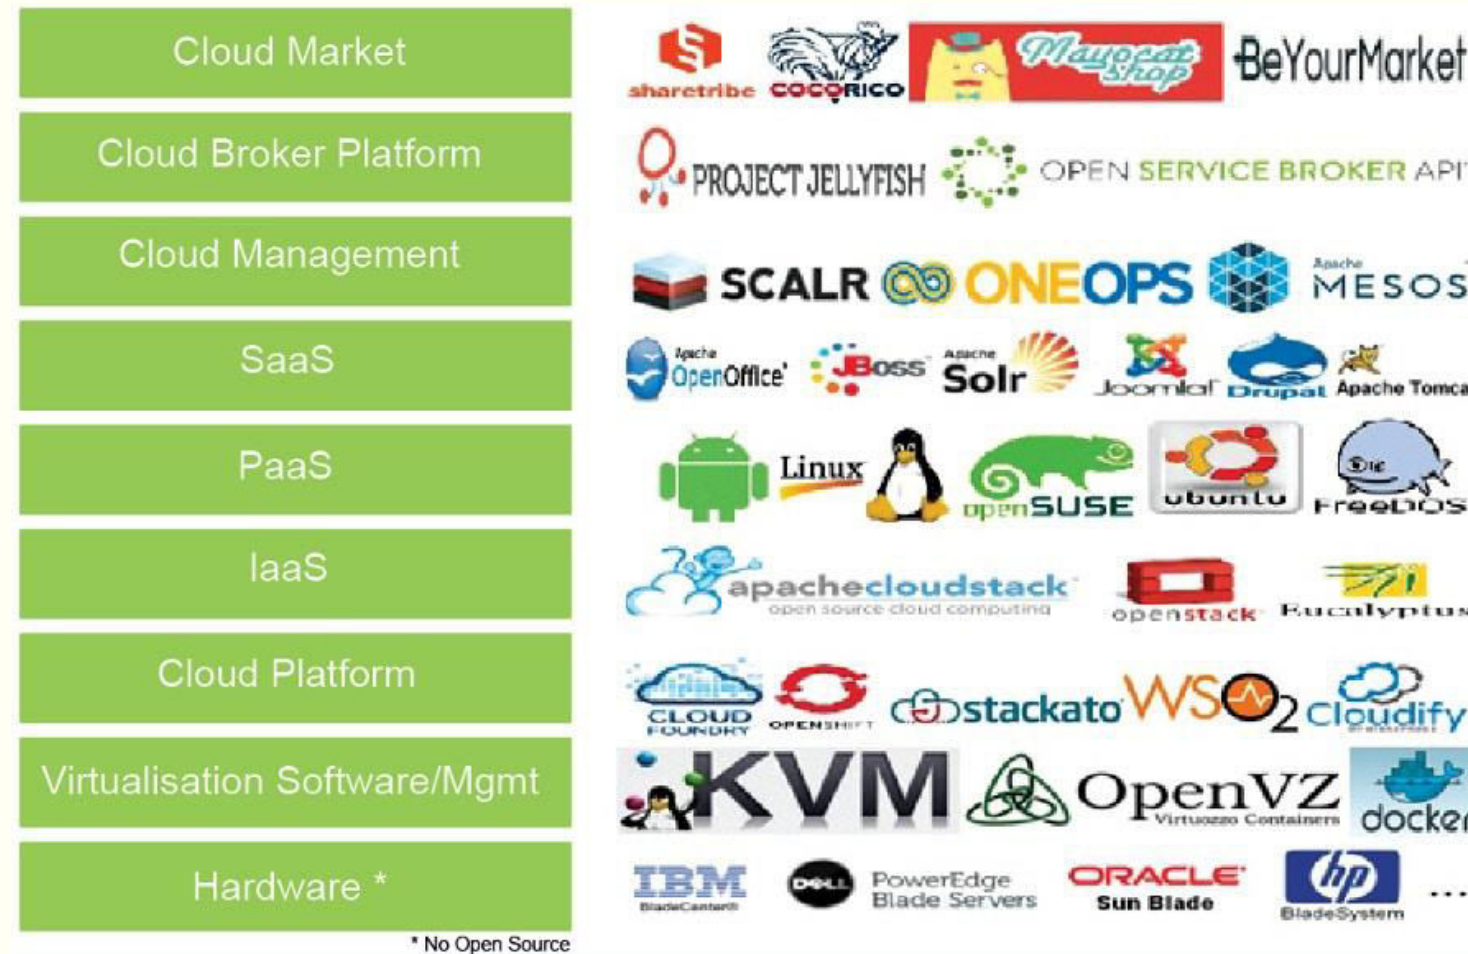 Cloud Market
sharetribe COCORICO Mayocat Shop BeYourMarket
Cloud Broker Platform
PROJECT JELLYFISH OPEN SERVICE BROKER API
Cloud Management
SCALR ONEOPS Apache MESOS
SaaS
Apache OpenOffice JBoss Apache Solr Joomla! Drupal Apache Tomca
PaaS
Linux openSUSE ubuntu FreeDOS
IaaS
apachecloudstack
open source cloud computing
openstack Eucalyptus
Cloud Platform
CLOUD FOUNDRY OPENSHIFT stackato WSO2 Cloudify
Virtualisation Software/Mgmt
KVM OpenVZ docker
Virtuozzo Containers
Hardware *
IBM DELL PowerEdge ORACLE hp ...
BladeCenter® Blade Servers Sun Blade BladeSystem
* No Open Source